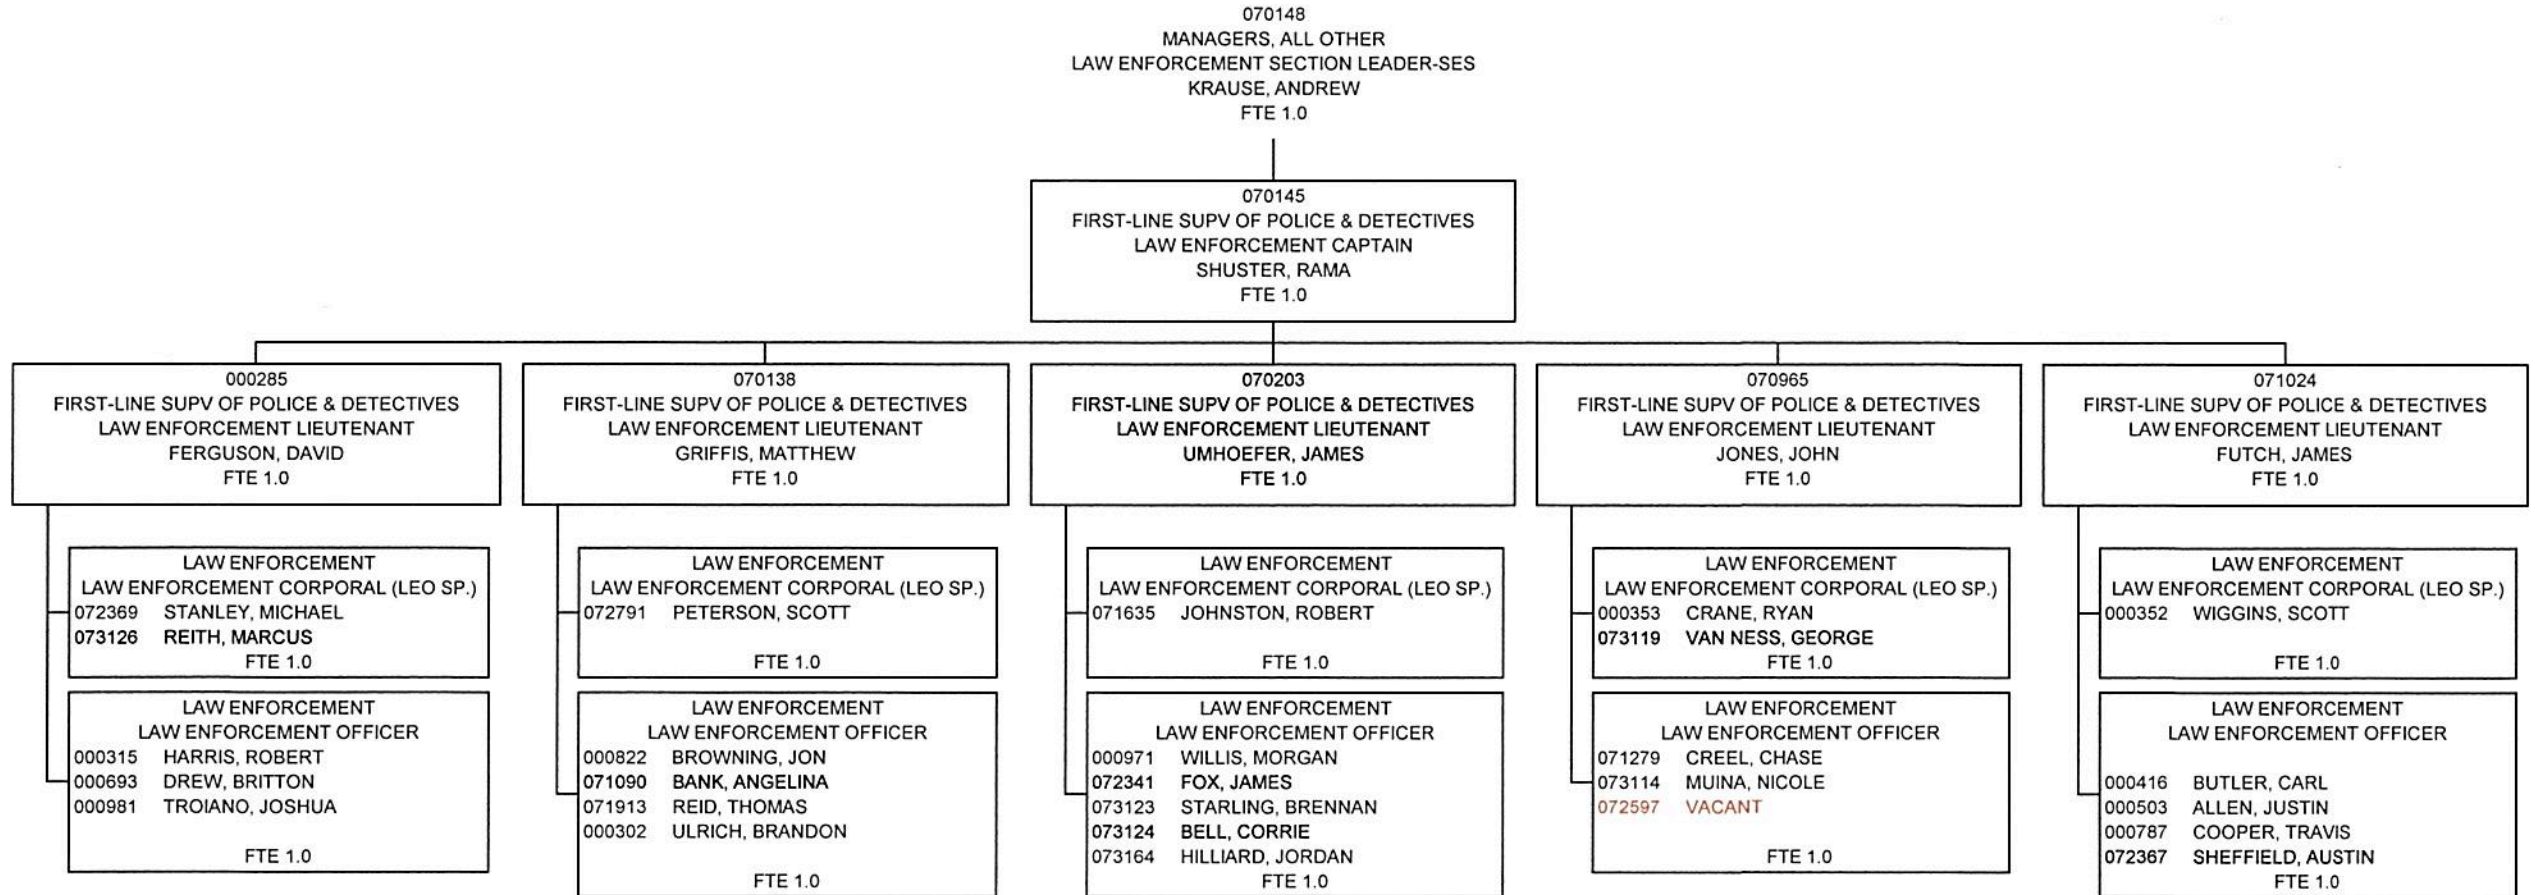 070148
MANAGERS, ALL OTHER
LAW ENFORCEMENT SECTION LEADER-SES
KRAUSE, ANDREW
FTE 1.0
070145
FIRST-LINE SUPV OF POLICE & DETECTIVES
LAW ENFORCEMENT CAPTAIN
SHUSTER, RAMA
FTE 1.0
000285
FIRST-LINE SUPV OF POLICE & DETECTIVES
LAW ENFORCEMENT LIEUTENANT
FERGUSON, DAVID
FTE 1.0
LAW ENFORCEMENT
LAW ENFORCEMENT CORPORAL (LEO SP.)
072369 STANLEY, MICHAEL
073126 REITH, MARCUS
FTE 1.0
LAW ENFORCEMENT
LAW ENFORCEMENT OFFICER
000315 HARRIS, ROBERT
000693 DREW, BRITTON
000981 TROIANO, JOSHUA
FTE 1.0
070138
FIRST-LINE SUPV OF POLICE & DETECTIVES
LAW ENFORCEMENT LIEUTENANT
GRIFFIS, MATTHEW
FTE 1.0
LAW ENFORCEMENT
LAW ENFORCEMENT CORPORAL (LEO SP.)
072791 PETERSON, SCOTT
FTE 1.0
LAW ENFORCEMENT
LAW ENFORCEMENT OFFICER
000822 BROWNING, JON
071090 BANK, ANGELINA
071913 REID, THOMAS
000302 ULRICH, BRANDON
FTE 1.0
070203
FIRST-LINE SUPV OF POLICE & DETECTIVES
LAW ENFORCEMENT LIEUTENANT
UMHOEFER, JAMES
FTE 1.0
LAW ENFORCEMENT
LAW ENFORCEMENT CORPORAL (LEO SP.)
071635 JOHNSTON, ROBERT
FTE 1.0
LAW ENFORCEMENT
LAW ENFORCEMENT OFFICER
000971 WILLIS, MORGAN
072341 FOX, JAMES
073123 STARLING, BRENNAN
073124 BELL, CORRIE
073164 HILLIARD, JORDAN
FTE 1.0
070965
FIRST-LINE SUPV OF POLICE & DETECTIVES
LAW ENFORCEMENT LIEUTENANT
JONES, JOHN
FTE 1.0
LAW ENFORCEMENT
LAW ENFORCEMENT CORPORAL (LEO SP.)
000353 CRANE, RYAN
073119 VAN NESS, GEORGE
FTE 1.0
LAW ENFORCEMENT
LAW ENFORCEMENT OFFICER
071279 CREEL, CHASE
073114 MUINA, NICOLE
072597 VACANT
FTE 1.0
071024
FIRST-LINE SUPV OF POLICE & DETECTIVES
LAW ENFORCEMENT LIEUTENANT
FUTCH, JAMES
FTE 1.0
LAW ENFORCEMENT
LAW ENFORCEMENT CORPORAL (LEO SP.)
000352 WIGGINS, SCOTT
FTE 1.0
LAW ENFORCEMENT
LAW ENFORCEMENT OFFICER
000416 BUTLER, CARL
000503 ALLEN, JUSTIN
000787 COOPER, TRAVIS
072367 SHEFFIELD, AUSTIN
FTE 1.0